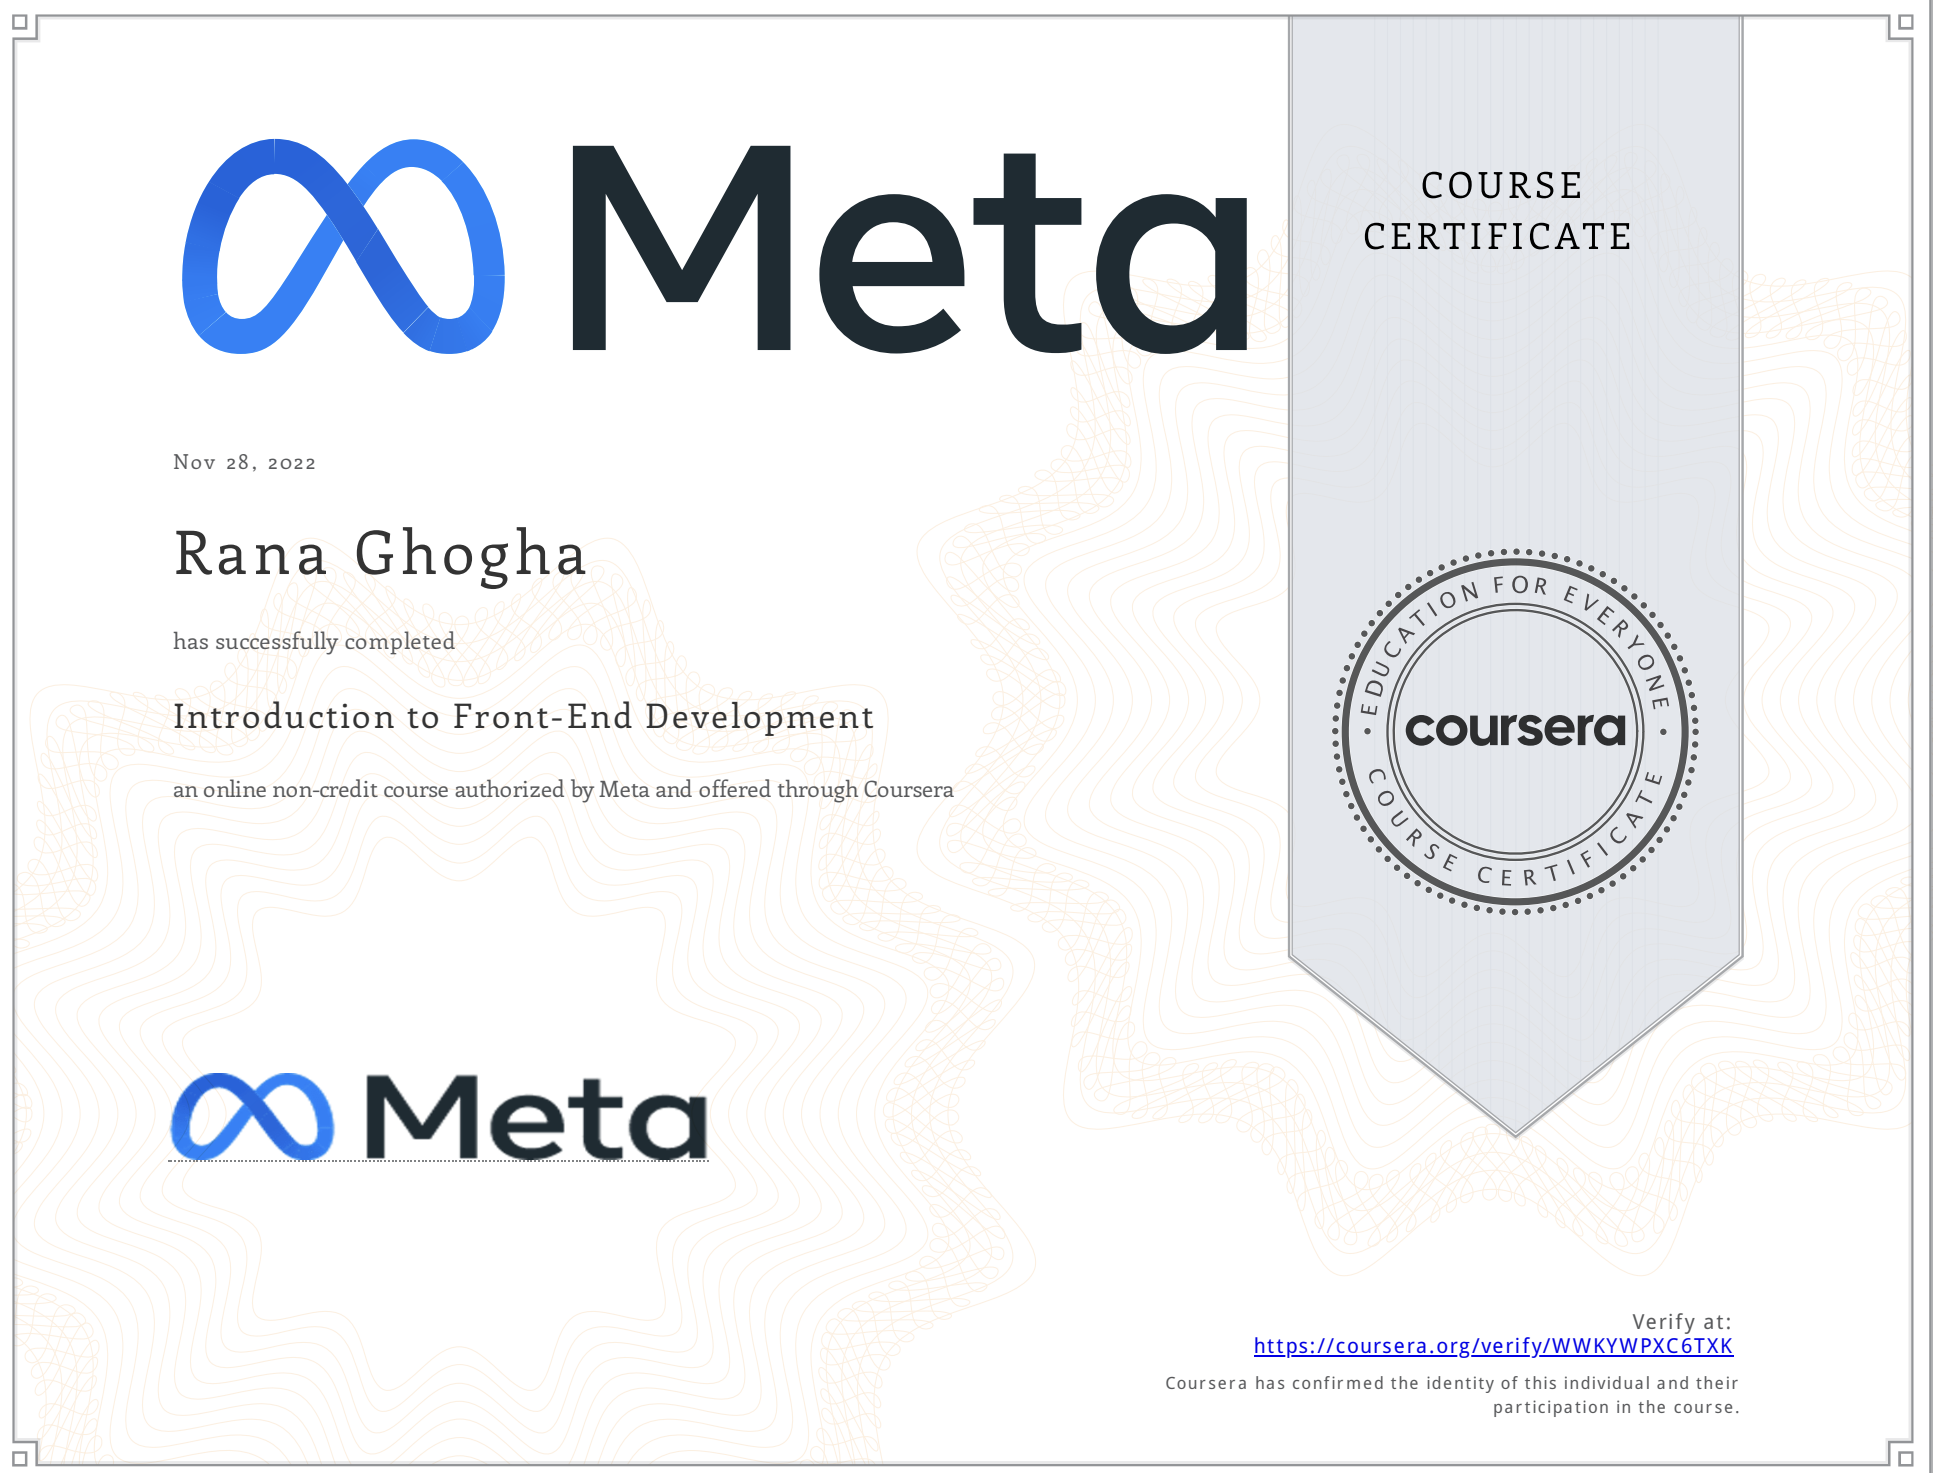 Meta
COURSE
CERTIFICATE
Nov 28, 2022
Rana Ghogha
has successfully completed
Introduction to Front-End Development
an online non-credit course authorized by Meta and offered through Coursera
EDUCATION FOR EVERYONE
coursera
COURSE CERTIFICATE
Meta
Verify at:
https://coursera.org/verify/WWKYWPXC6TXK
Coursera has confirmed the identity of this individual and their
participation in the course.